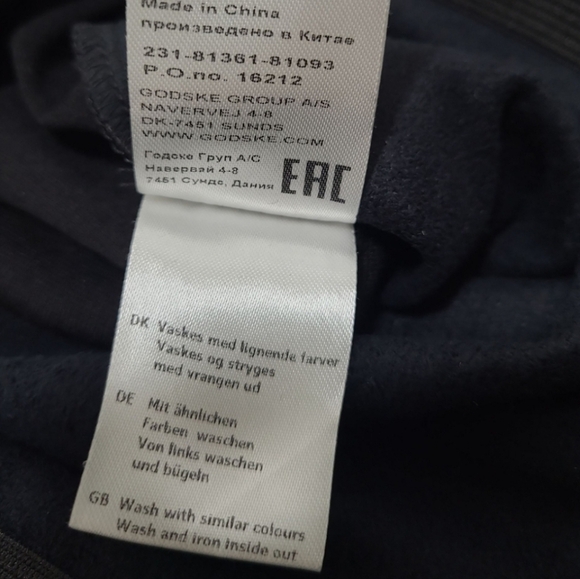 Made in China
произведено в Китае
231-81361-81093
P.O.no. 16212
GODSKE GROUP A/S
NAVERVEJ 4-8
DK-7451 SUNDS
WWW.GODSKE.COM
Годске Груп А/С
Навервай 4-8
7451 Сундс, Дания
EAC
DK Vaskes med lignende farver
Vaskes og stryges
med vrangen ud
DE Mit ähnlichen
Farben waschen
Von links waschen
und bügeln
GB Wash with similar colours
Wash and iron inside out